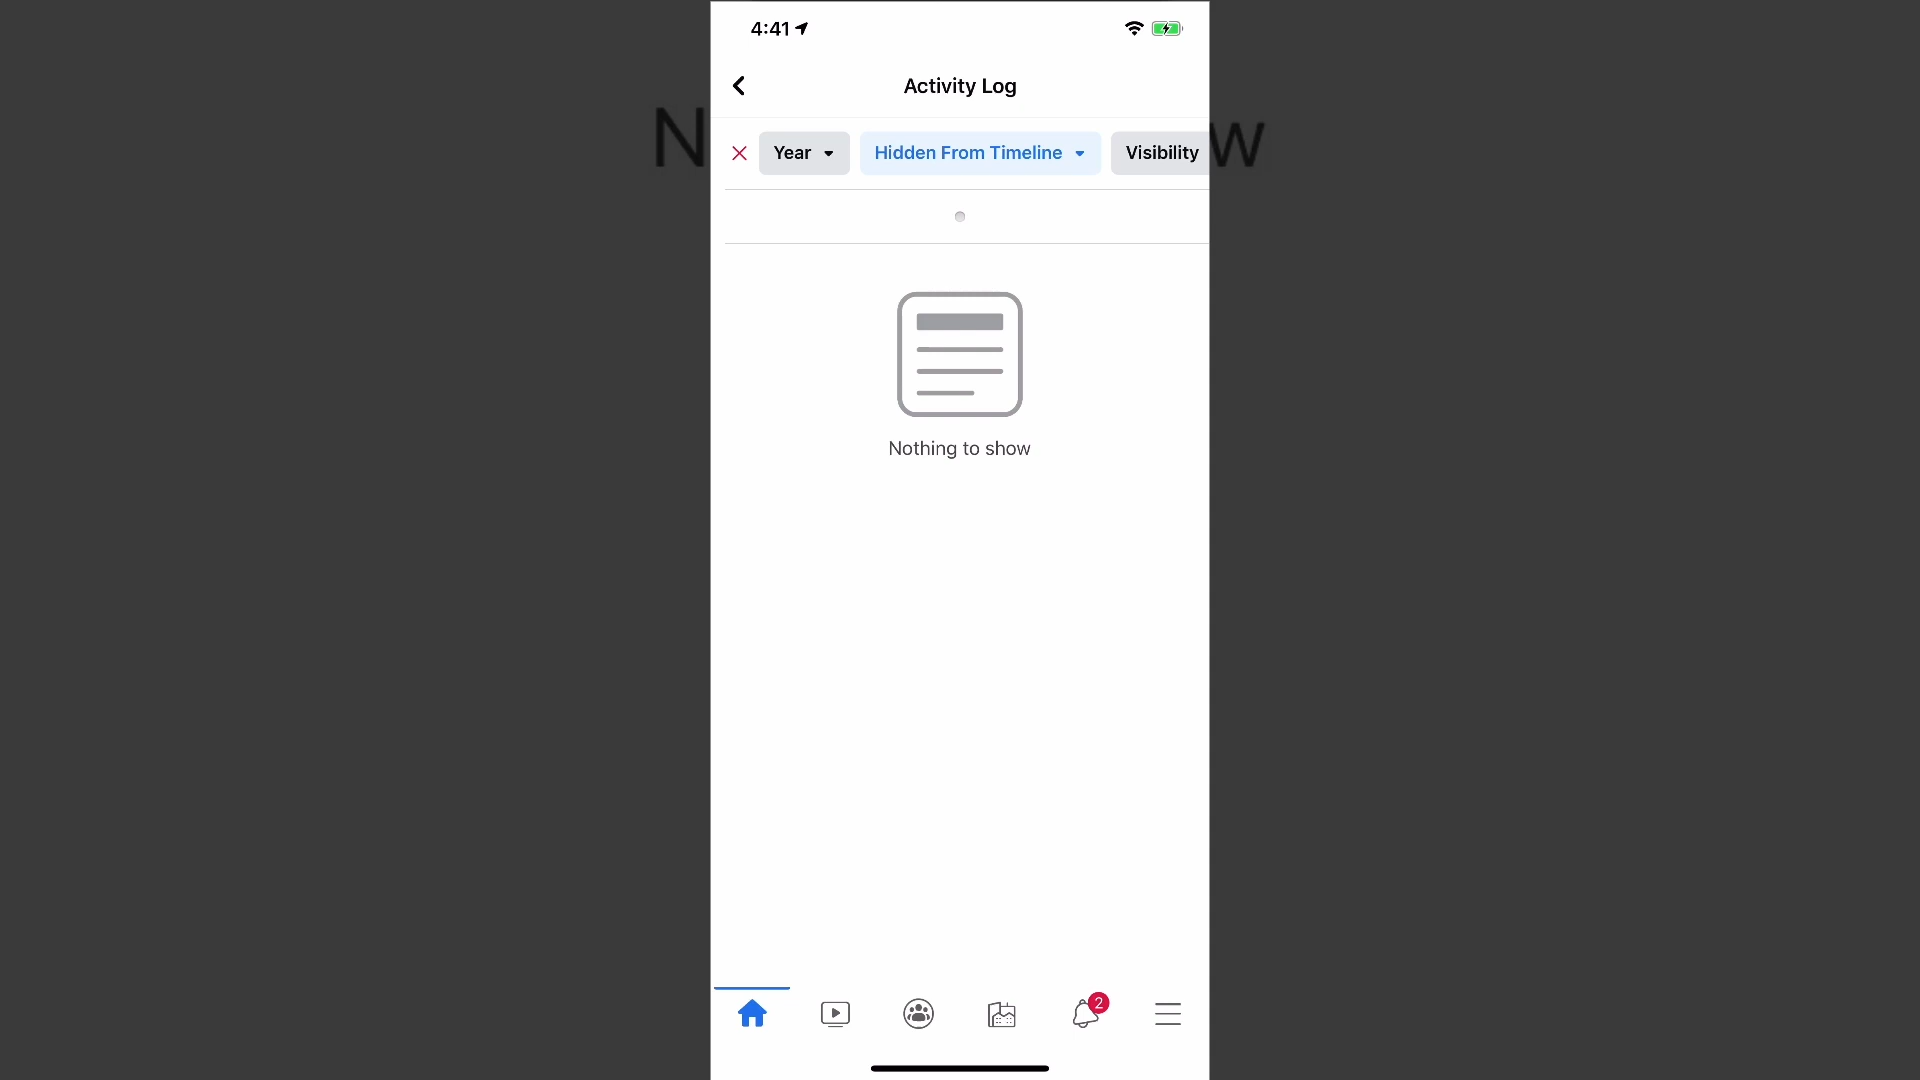 4:41
Activity Log
Year
Hidden From Timeline
Visibility
Nothing to show
2